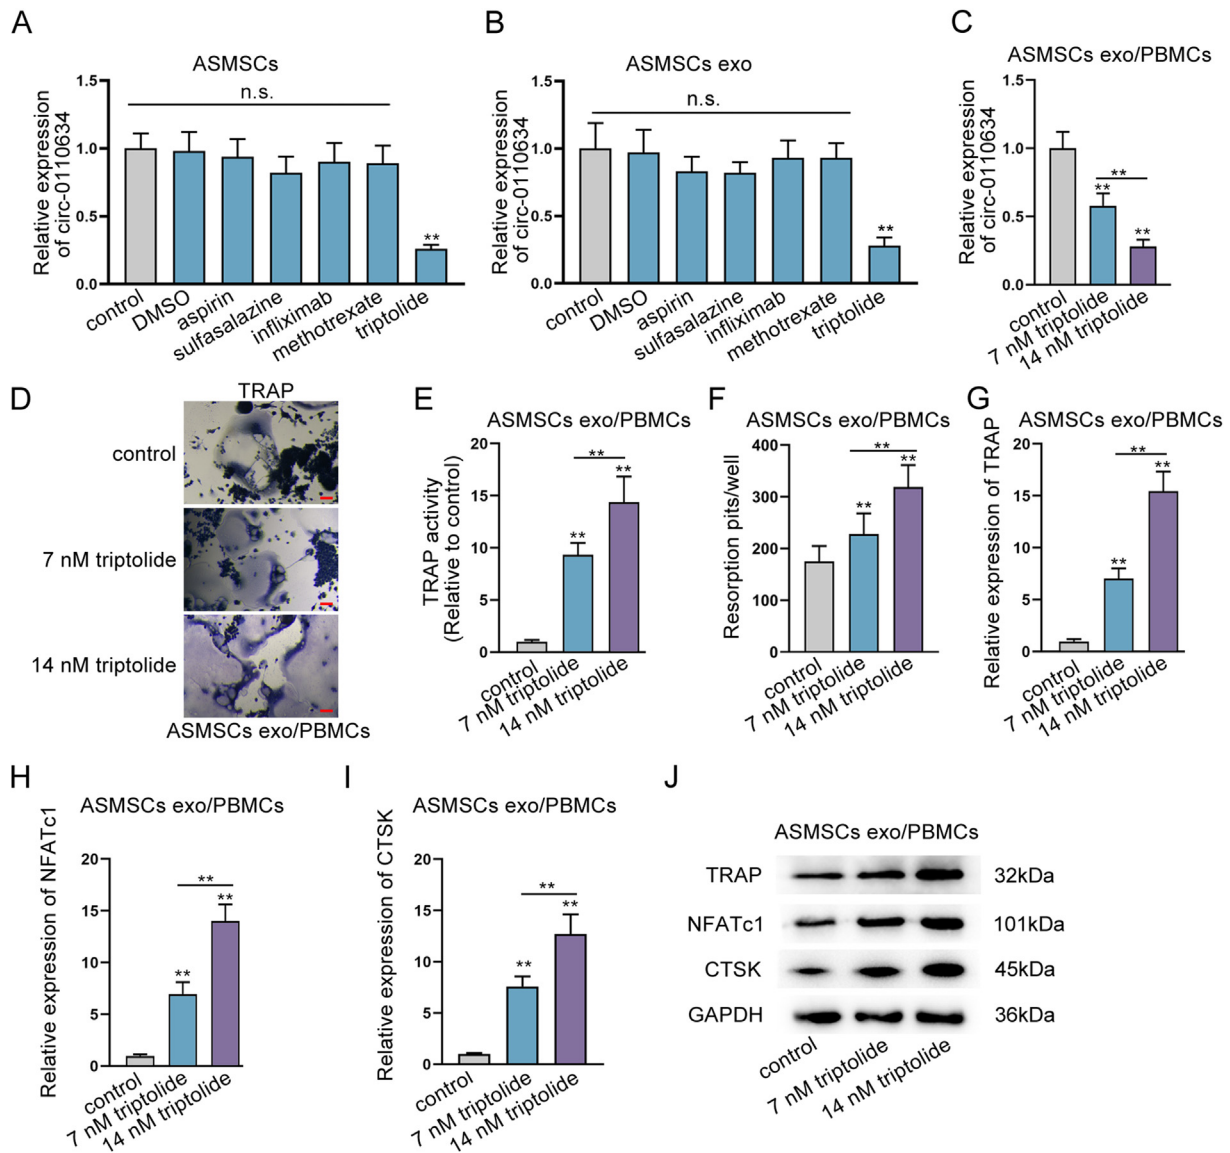 A
ASMSCs
Relative expression
of circ-0110634
1.5
1.0
0.5
0.0
n.s.
**
control
DMSO
aspirin
sulfasalazine
infliximab
methotrexate
triptolide
B
ASMSCs exo
Relative expression
of circ-0110634
1.5
1.0
0.5
0.0
n.s.
**
control
DMSO
aspirin
sulfasalazine
infliximab
methotrexate
triptolide
C
ASMSCs exo/PBMCs
Relative expression
of circ-0110634
1.5
1.0
0.5
0.0
**
**
**
control
7 nM triptolide
14 nM triptolide
D
TRAP
control
7 nM triptolide
14 nM triptolide
ASMSCs exo/PBMCs
E
ASMSCs exo/PBMCs
TRAP activity
(Relative to control)
20
15
10
5
0
**
**
**
control
7 nM triptolide
14 nM triptolide
F
ASMSCs exo/PBMCs
Resorption pits/well
400
300
200
100
0
**
**
**
control
7 nM triptolide
14 nM triptolide
G
ASMSCs exo/PBMCs
Relative expression of TRAP
20
15
10
5
0
**
**
**
control
7 nM triptolide
14 nM triptolide
H
ASMSCs exo/PBMCs
Relative expression of NFATc1
20
15
10
5
0
**
**
**
control
7 nM triptolide
14 nM triptolide
I
ASMSCs exo/PBMCs
Relative expression of CTSK
20
15
10
5
0
**
**
**
control
7 nM triptolide
14 nM triptolide
J
ASMSCs exo/PBMCs
TRAP 32kDa
NFATc1 101kDa
CTSK 45kDa
GAPDH 36kDa
control
7 nM triptolide
14 nM triptolide